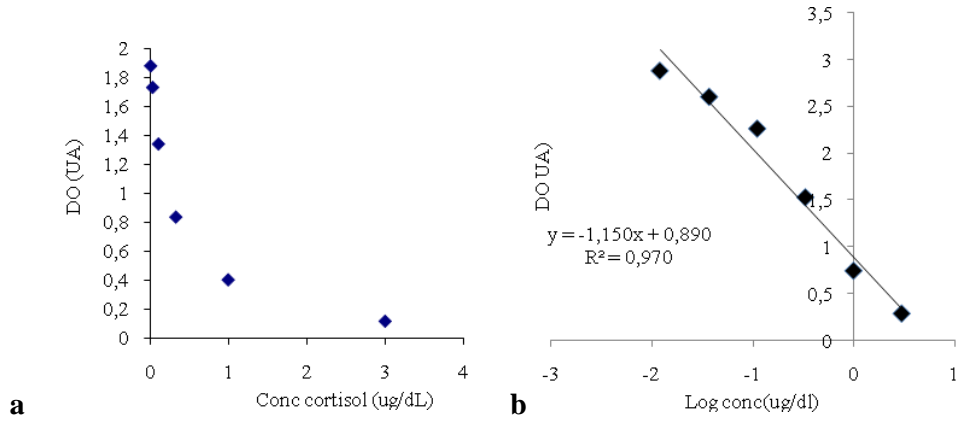 DO (UA)
2
1,8
1,6
1,4
1,2
1
0,8
0,6
0,4
0,2
0
0 1 2 3 4
Conc cortisol (ug/dL)
a
DO UA)
3,5
3
2,5
2
1,5
1
0,5
0
y = -1,150x + 0,890
R² = 0,970
-3 -2 -1 0 1
Log conc(ug/dl)
b